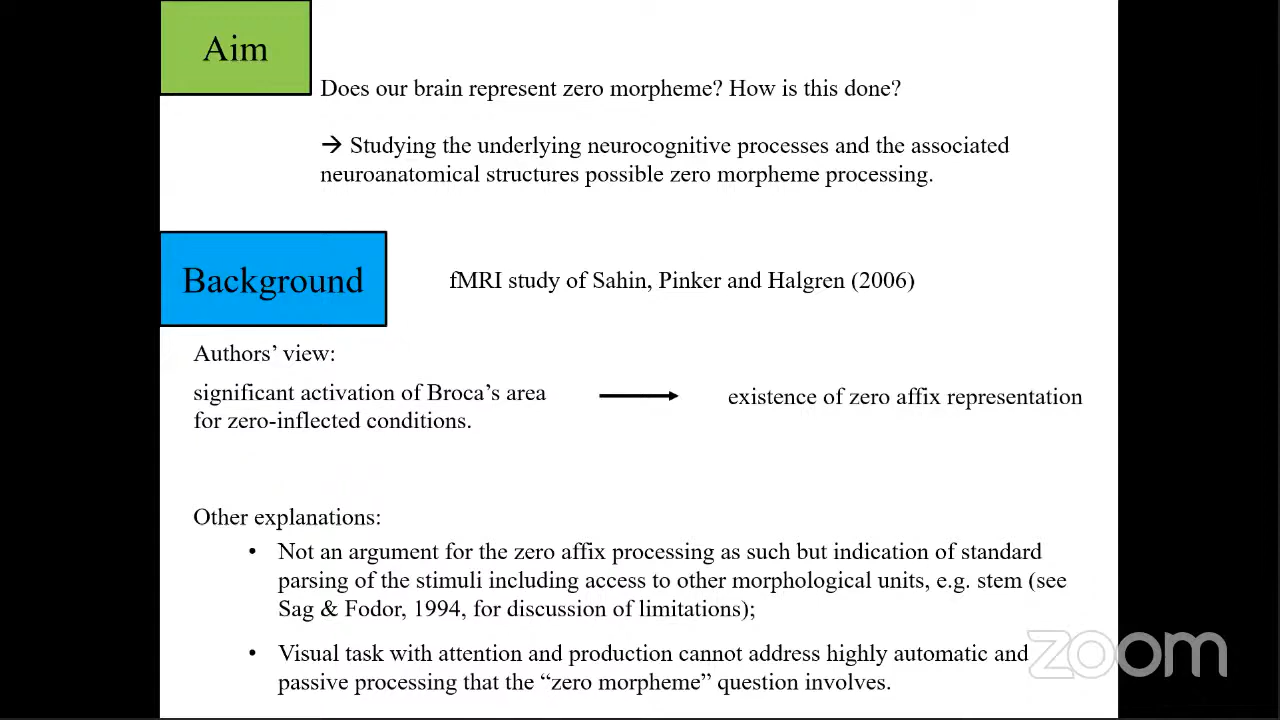 Aim
Does our brain represent zero morpheme? How is this done?
→ Studying the underlying neurocognitive processes and the associated
neuroanatomical structures possible zero morpheme processing.
Background
fMRI study of Sahin, Pinker and Halgren (2006)
Authors’ view:
significant activation of Broca’s area
for zero-inflected conditions.
existence of zero affix representation
Other explanations:
• Not an argument for the zero affix processing as such but indication of standard
parsing of the stimuli including access to other morphological units, e.g. stem (see
Sag & Fodor, 1994, for discussion of limitations);
• Visual task with attention and production cannot address highly automatic and
passive processing that the “zero morpheme” question involves.
zoom